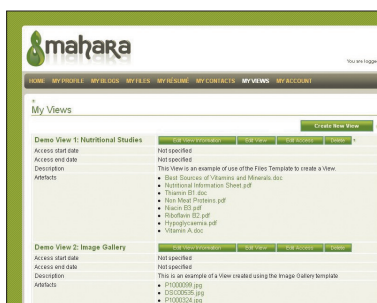 mahara
You are logge
HOME MY PROFILE MY BLOGS MY FILES MY RÉSUMÉ MY CONTACTS MY VIEWS MY ACCOUNT
My Views
Create New View
Demo View 1: Nutritional Studies Edit View Information Edit View Edit Access Delete
Access start date Not specified
Access end date Not specified
Description This View is an example of use of the Files Template to create a View.
Artefacts • Best Sources of Vitamins and Minerals.doc
• Nutritional Information Sheet.pdf
• Thiamin B1.doc
• Non Meat Proteins.pdf
• Niacin B3.pdf
• Riboflavin B2.pdf
• Hypoglycaemia.pdf
• Vitamin A.doc
Demo View 2: Image Gallery Edit View Information Edit View Edit Access Delete
Access start date Not specified
Access end date Not specified
Description This is an example of a View created using the Image Gallery template
Artefacts • P1000099.jpg
• DSC00535.jpg
• P1000324.jpg